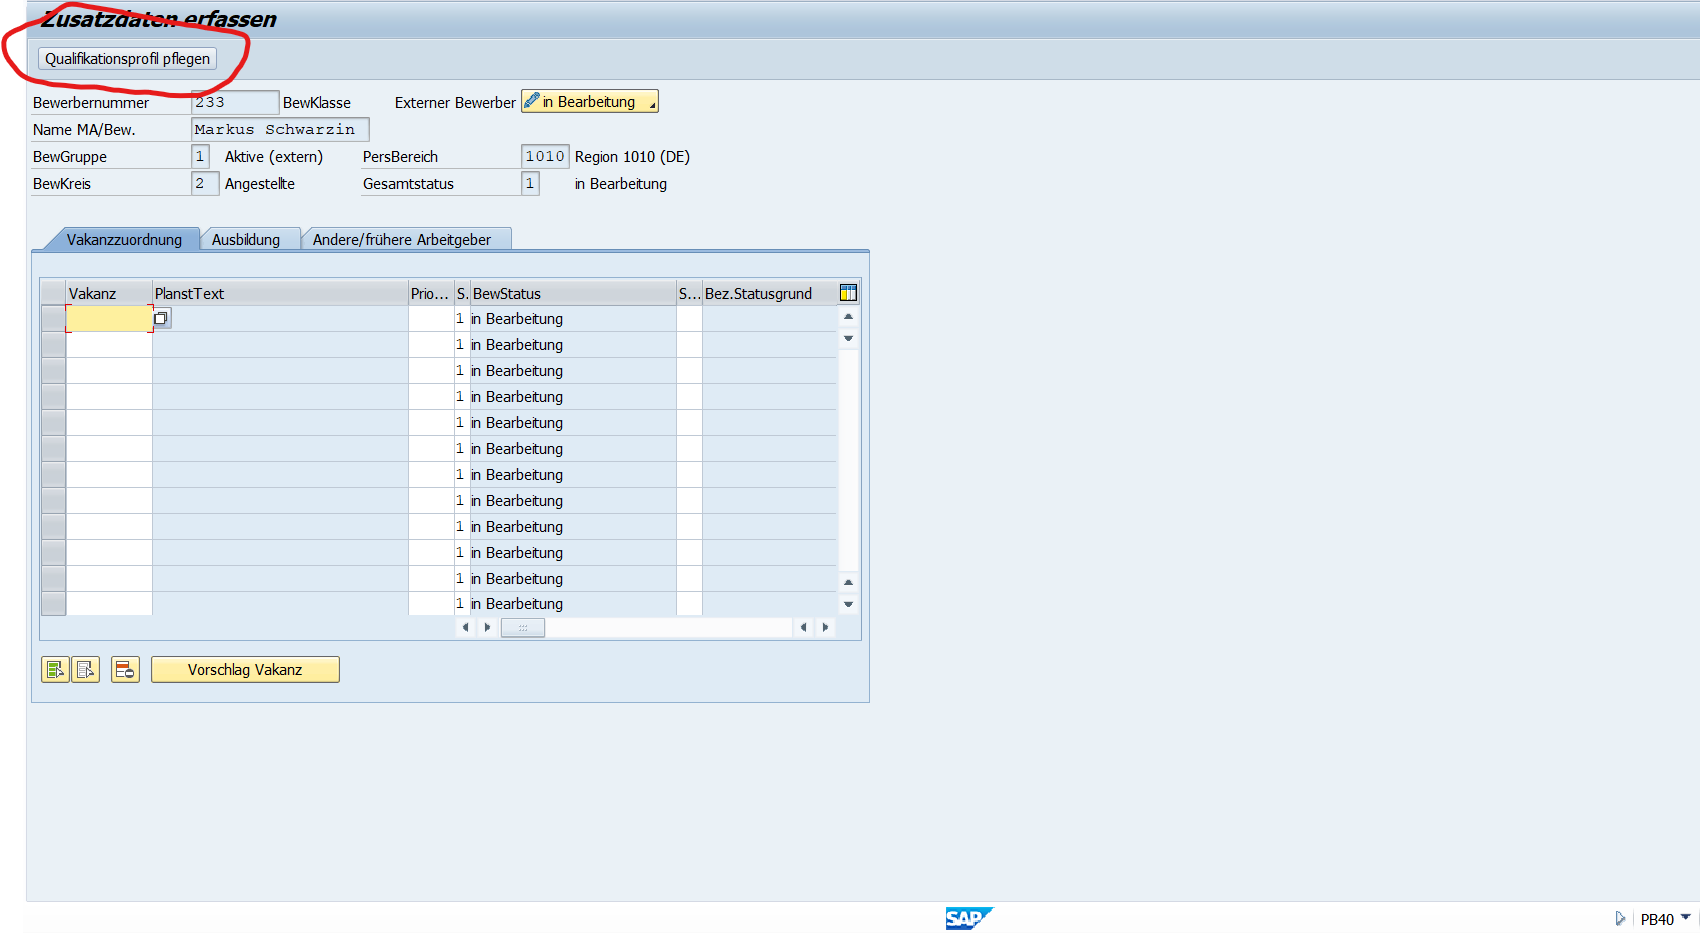 Zusatzdaten erfassen
Qualifikationsprofil pflegen
Bewerbernummer 233 BewKlasse Externer Bewerber in Bearbeitung
Name MA/Bew. Markus Schwarzin
BewGruppe 1 Aktive (extern) PersBereich 1010 Region 1010 (DE)
BewKreis 2 Angestellte Gesamtstatus 1 in Bearbeitung
Vakanzzuordnung Ausbildung Andere/frühere Arbeitgeber
Vakanz PlanstText Prio... S. BewStatus S... Bez.Statusgrund
1 in Bearbeitung
1 in Bearbeitung
1 in Bearbeitung
1 in Bearbeitung
1 in Bearbeitung
1 in Bearbeitung
1 in Bearbeitung
1 in Bearbeitung
1 in Bearbeitung
1 in Bearbeitung
1 in Bearbeitung
1 in Bearbeitung
Vorschlag Vakanz
SAP PB40